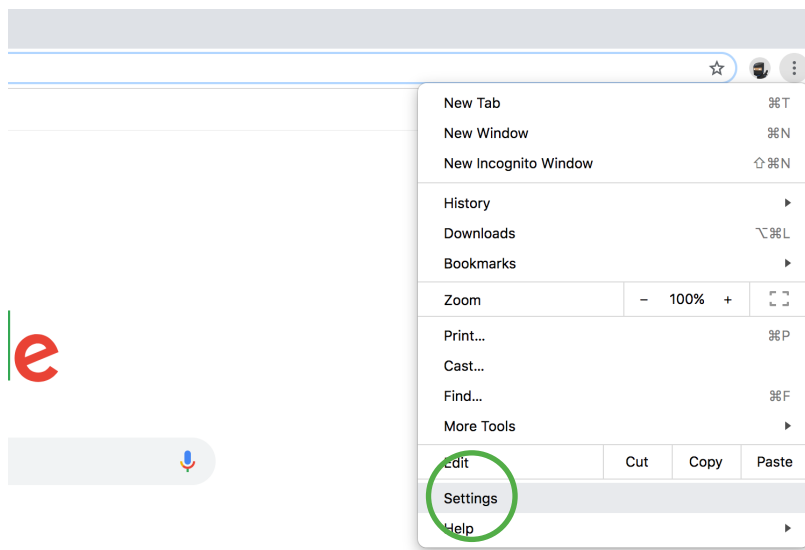 New Tab ⌘T
New Window ⌘N
New Incognito Window ⇧⌘N
History
Downloads ⌥⌘L
Bookmarks
Zoom − 100% +
Print... ⌘P
Cast...
Find... ⌘F
More Tools
e
Edit Cut Copy Paste
Settings
Help